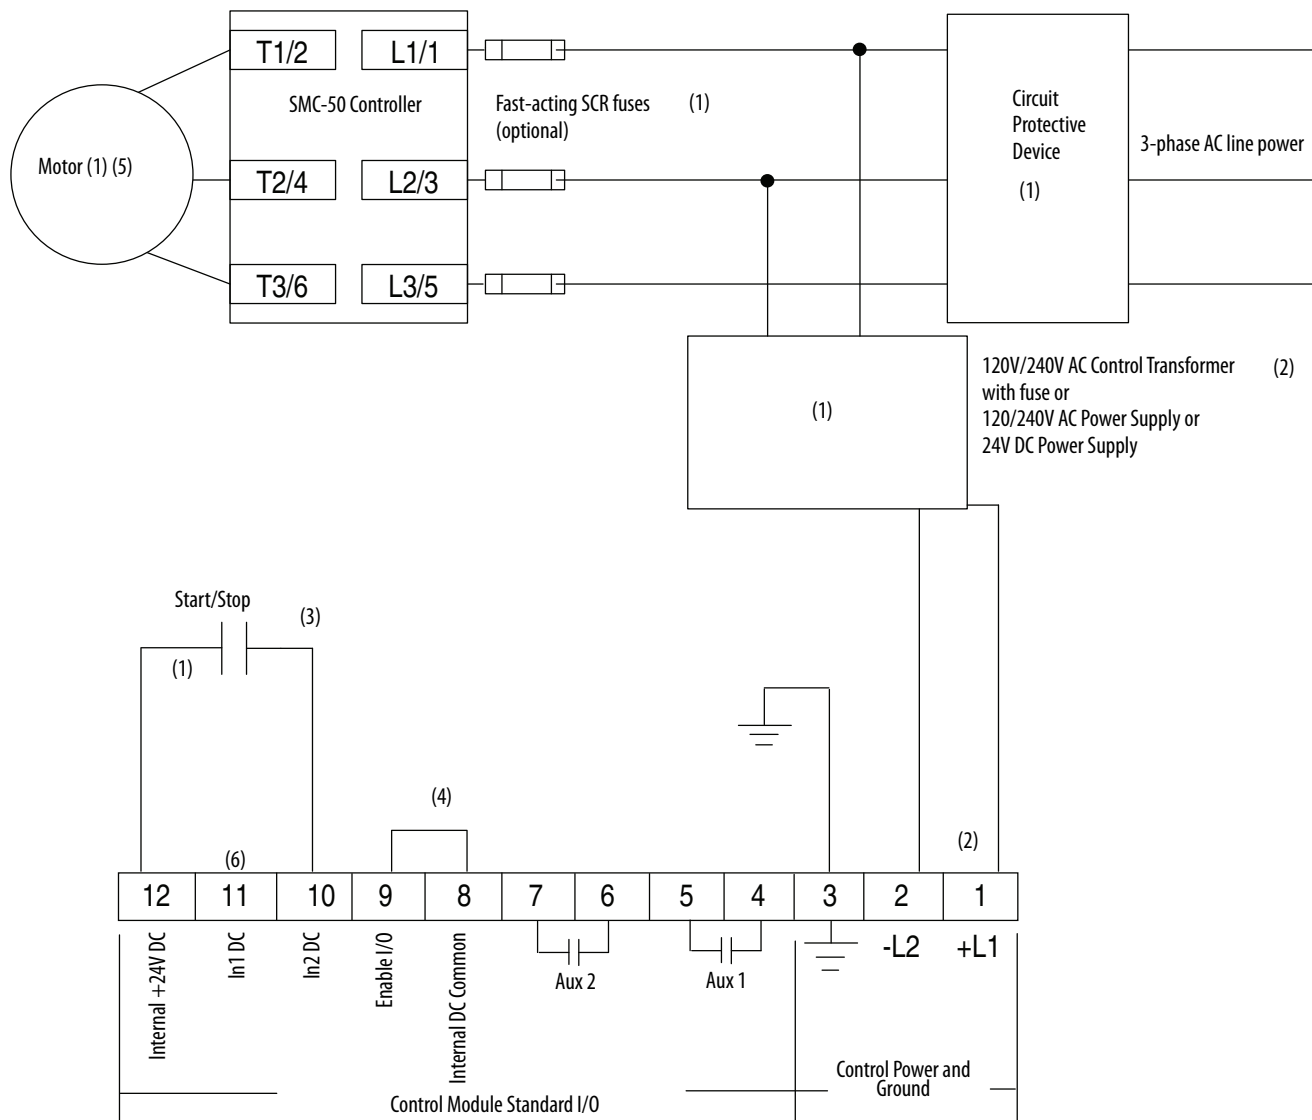 T1/2 L1/1
SMC-50 Controller
Fast-acting SCR fuses (1)
(optional)
Circuit
Protective
Device
(1)
3-phase AC line power
Motor (1) (5)
T2/4 L2/3
T3/6 L3/5
(1)
120V/240V AC Control Transformer (2)
with fuse or
120/240V AC Power Supply or
24V DC Power Supply
Start/Stop
(3)
(1)
(4)
(6)
(2)
12 11 10 9 8 7 6 5 4 3 2 1
Internal +24V DC
In1 DC
In2 DC
Enable I/O
Internal DC Common
Aux 2
Aux 1
-L2
+L1
Control Power and
Ground
Control Module Standard I/O